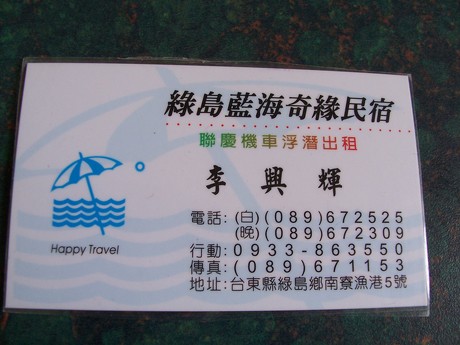 綠島藍海奇緣民宿
聯慶機車浮潛出租
李興輝
電話:(白)(089)672525
(晚)(089)672309
行動:0933-863550
傳真:(089)671153
地址:台東縣綠島鄉南寮漁港5號
Happy Travel